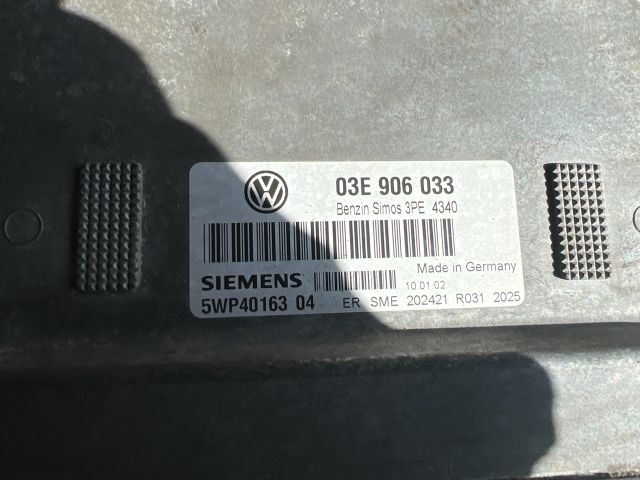 03E 906 033
Benzin Simos 3PE 4340
Made in Germany
SIEMENS 10.01.02
5WP40163 04 ER SME 202421 R031 2025